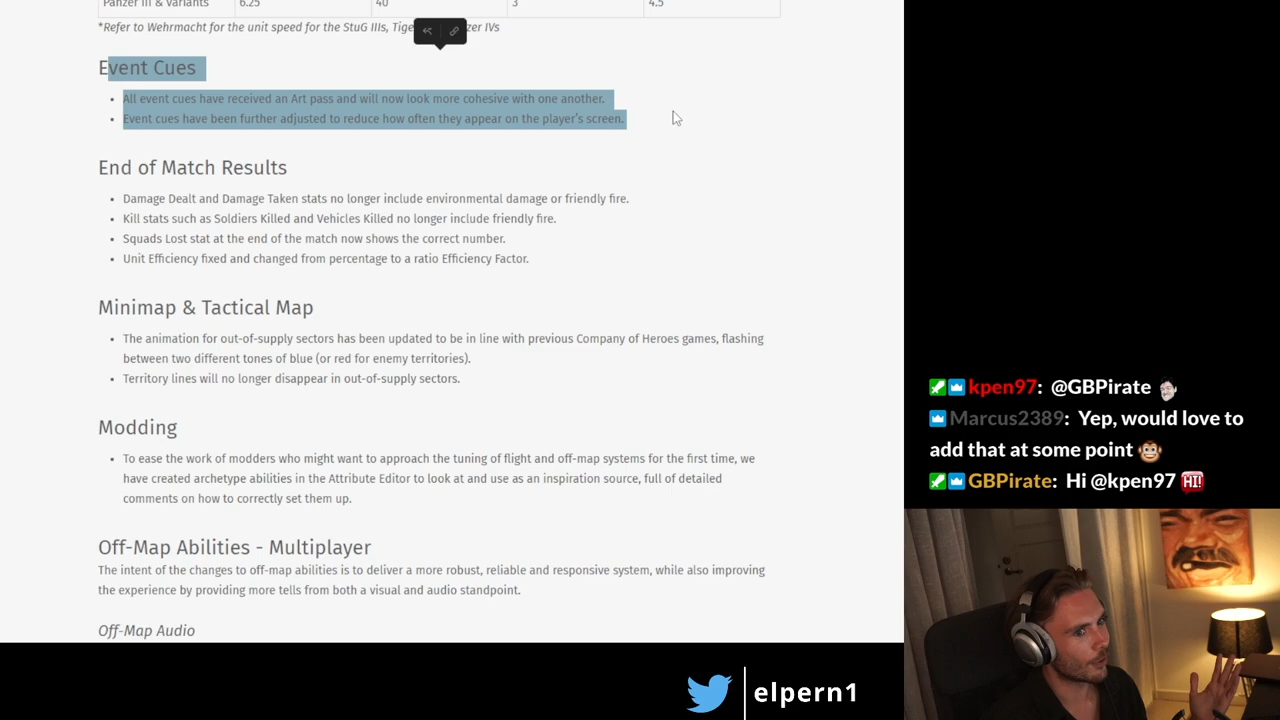 Panzer III & Variants 6.25 40 3 4.5
*Refer to Wehrmacht for the unit speed for the StuG IIIs, Tige zer IVs
Event Cues
• All event cues have received an Art pass and will now look more cohesive with one another.
• Event cues have been further adjusted to reduce how often they appear on the player's screen.
End of Match Results
• Damage Dealt and Damage Taken stats no longer include environmental damage or friendly fire.
• Kill stats such as Soldiers Killed and Vehicles Killed no longer include friendly fire.
• Squads Lost stat at the end of the match now shows the correct number.
• Unit Efficiency fixed and changed from percentage to a ratio Efficiency Factor.
Minimap & Tactical Map
• The animation for out-of-supply sectors has been updated to be in line with previous Company of Heroes games, flashing
between two different tones of blue (or red for enemy territories).
• Territory lines will no longer disappear in out-of-supply sectors.
Modding
• To ease the work of modders who might want to approach the tuning of flight and off-map systems for the first time, we
have created archetype abilities in the Attribute Editor to look at and use as an inspiration source, full of detailed
comments on how to correctly set them up.
Off-Map Abilities - Multiplayer
The intent of the changes to off-map abilities is to deliver a more robust, reliable and responsive system, while also improving
the experience by providing more tells from both a visual and audio standpoint.
Off-Map Audio
kpen97: @GBPirate
Marcus2389: Yep, would love to
add that at some point
GBPirate: Hi @kpen97 HI!
elpern1